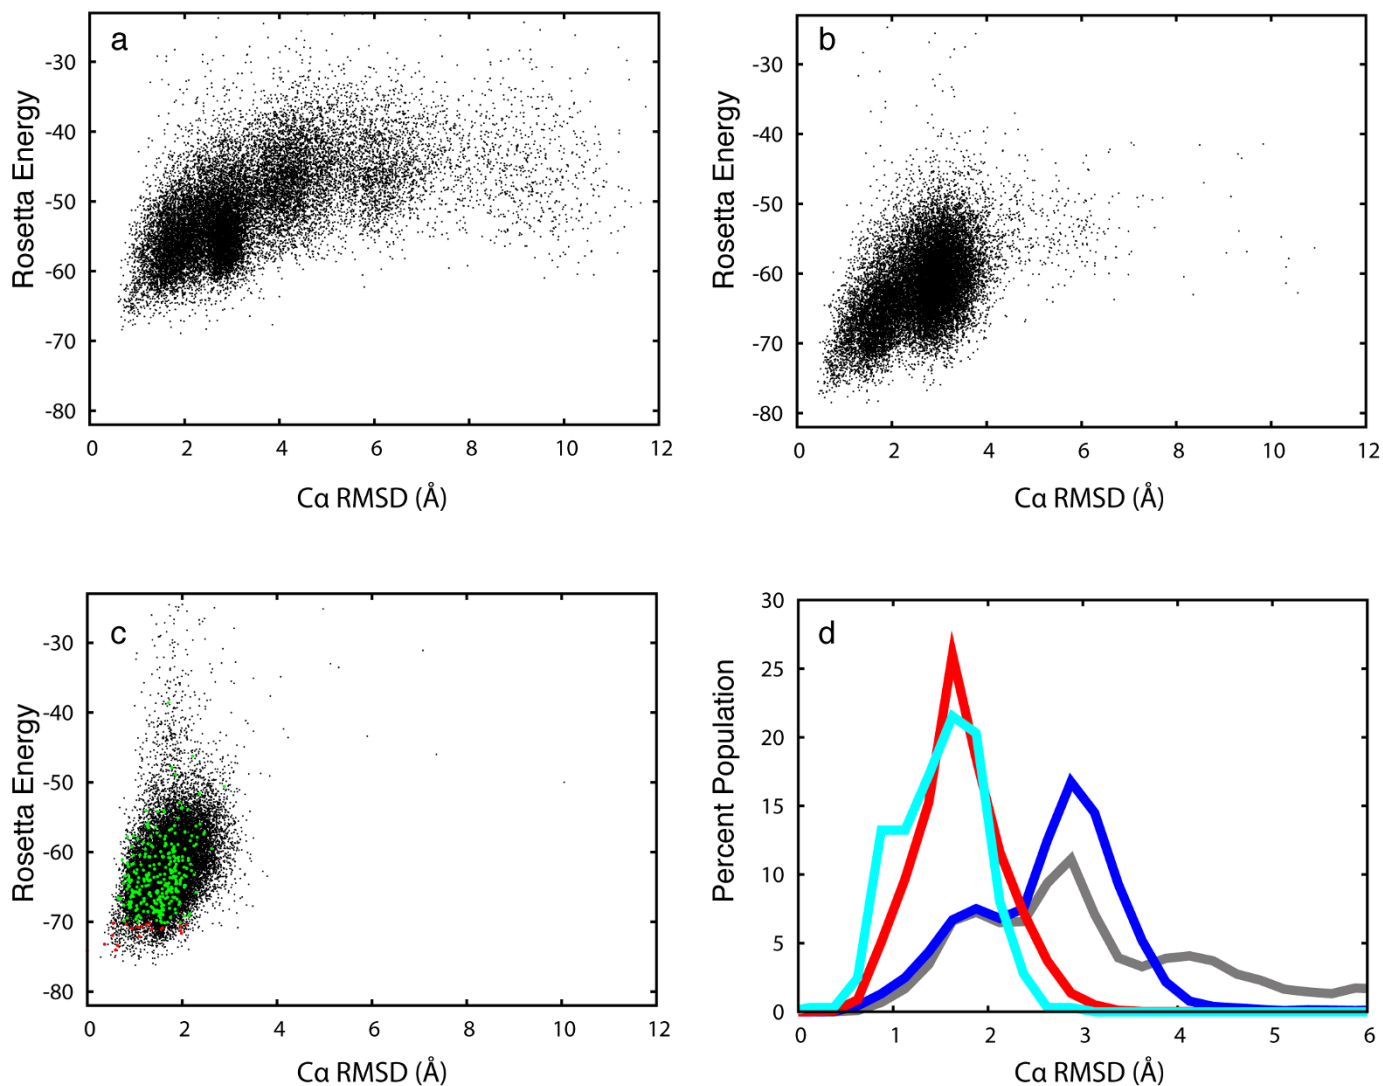 a
Rosetta Energy
-30
-40
-50
-60
-70
-80
0 2 4 6 8 10 12
Cα RMSD (Å)
b
Rosetta Energy
-30
-40
-50
-60
-70
-80
0 2 4 6 8 10 12
Cα RMSD (Å)
c
Rosetta Energy
-30
-40
-50
-60
-70
-80
0 2 4 6 8 10 12
Cα RMSD (Å)
d
Percent Population
30
25
20
15
10
5
0
0 1 2 3 4 5 6
Cα RMSD (Å)